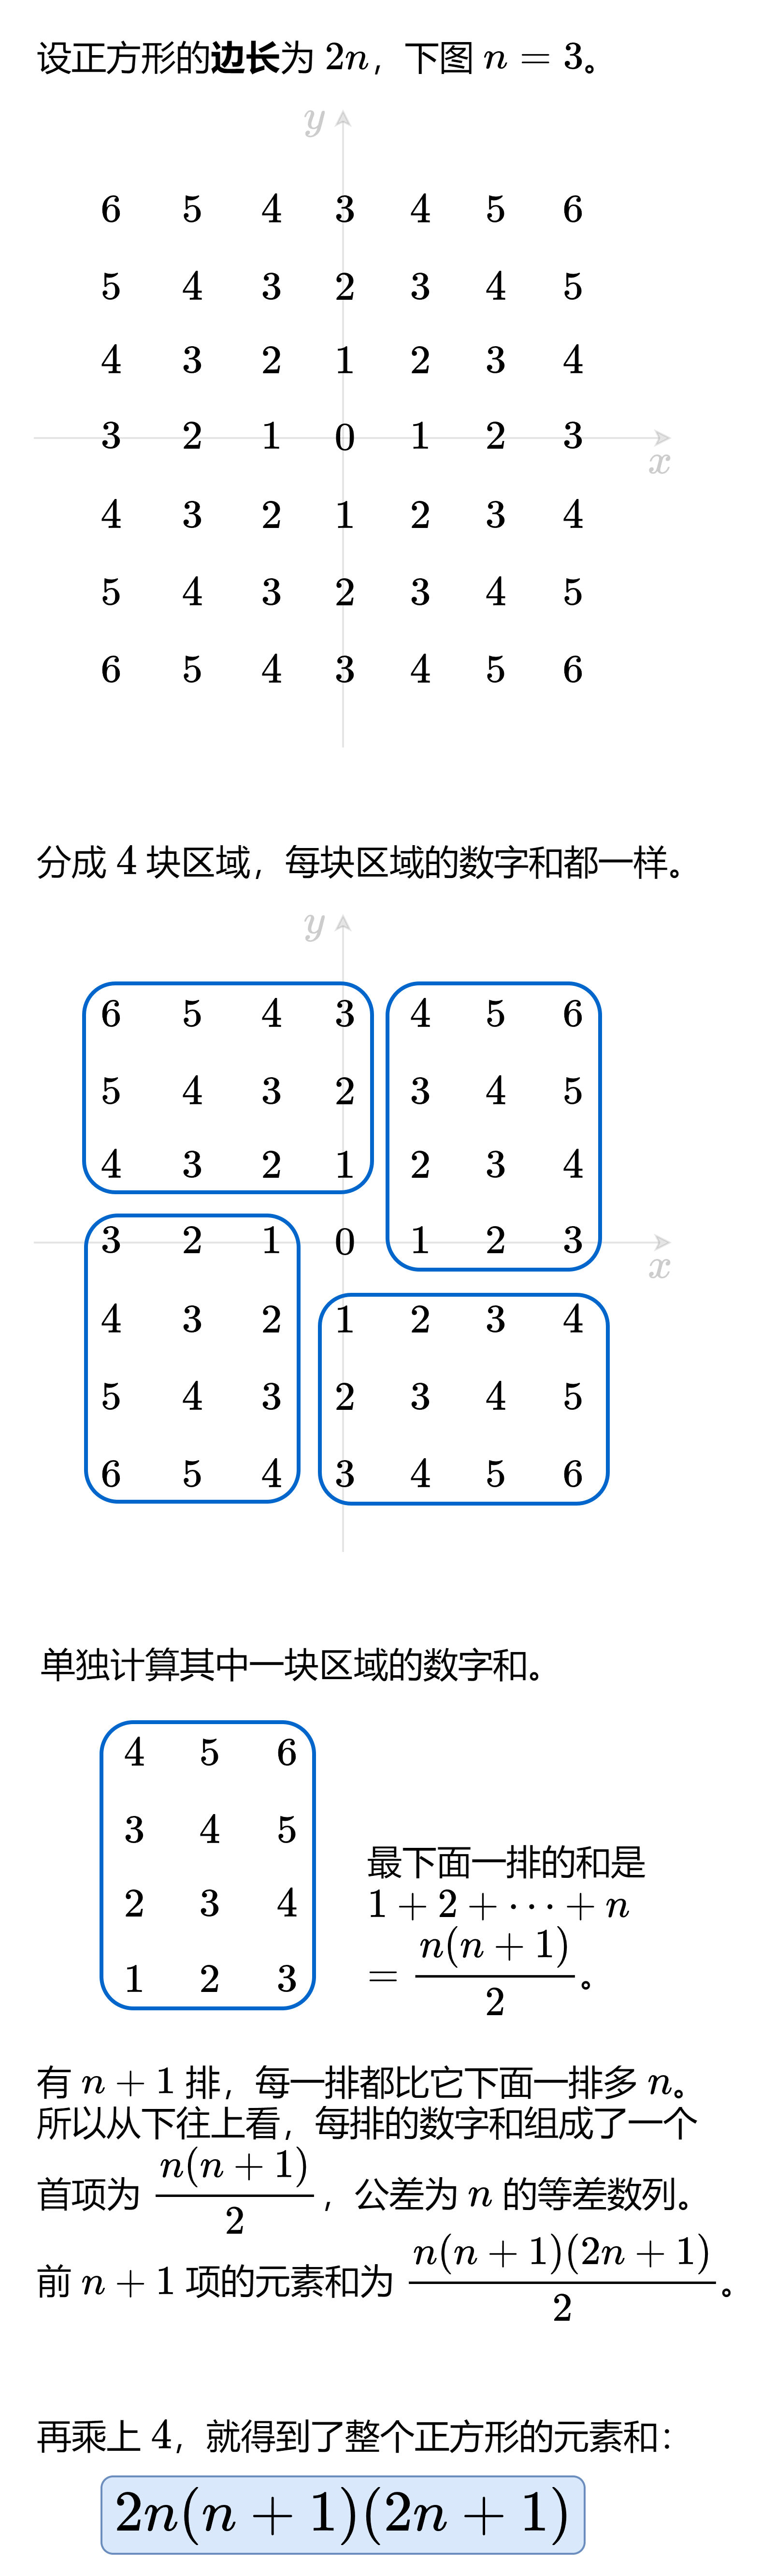 设正方形的边长为 2n，下图 n = 3。
y
6 5 4 3 4 5 6
5 4 3 2 3 4 5
4 3 2 1 2 3 4
3 2 1 0 1 2 3
x
4 3 2 1 2 3 4
5 4 3 2 3 4 5
6 5 4 3 4 5 6
分成 4 块区域，每块区域的数字和都一样。
y
6 5 4 3 4 5 6
5 4 3 2 3 4 5
4 3 2 1 2 3 4
3 2 1 0 1 2 3
x
4 3 2 1 2 3 4
5 4 3 2 3 4 5
6 5 4 3 4 5 6
单独计算其中一块区域的数字和。
4 5 6
3 4 5
2 3 4
1 2 3
最下面一排的和是
1 + 2 + ⋯ + n
= n(n + 1)/2。
有 n + 1 排，每一排都比它下面一排多 n。
所以从下往上看，每排的数字和组成了一个
首项为 n(n + 1)/2，公差为 n 的等差数列。
前 n + 1 项的元素和为 n(n + 1)(2n + 1)/2。
再乘上 4，就得到了整个正方形的元素和：
2n(n + 1)(2n + 1)